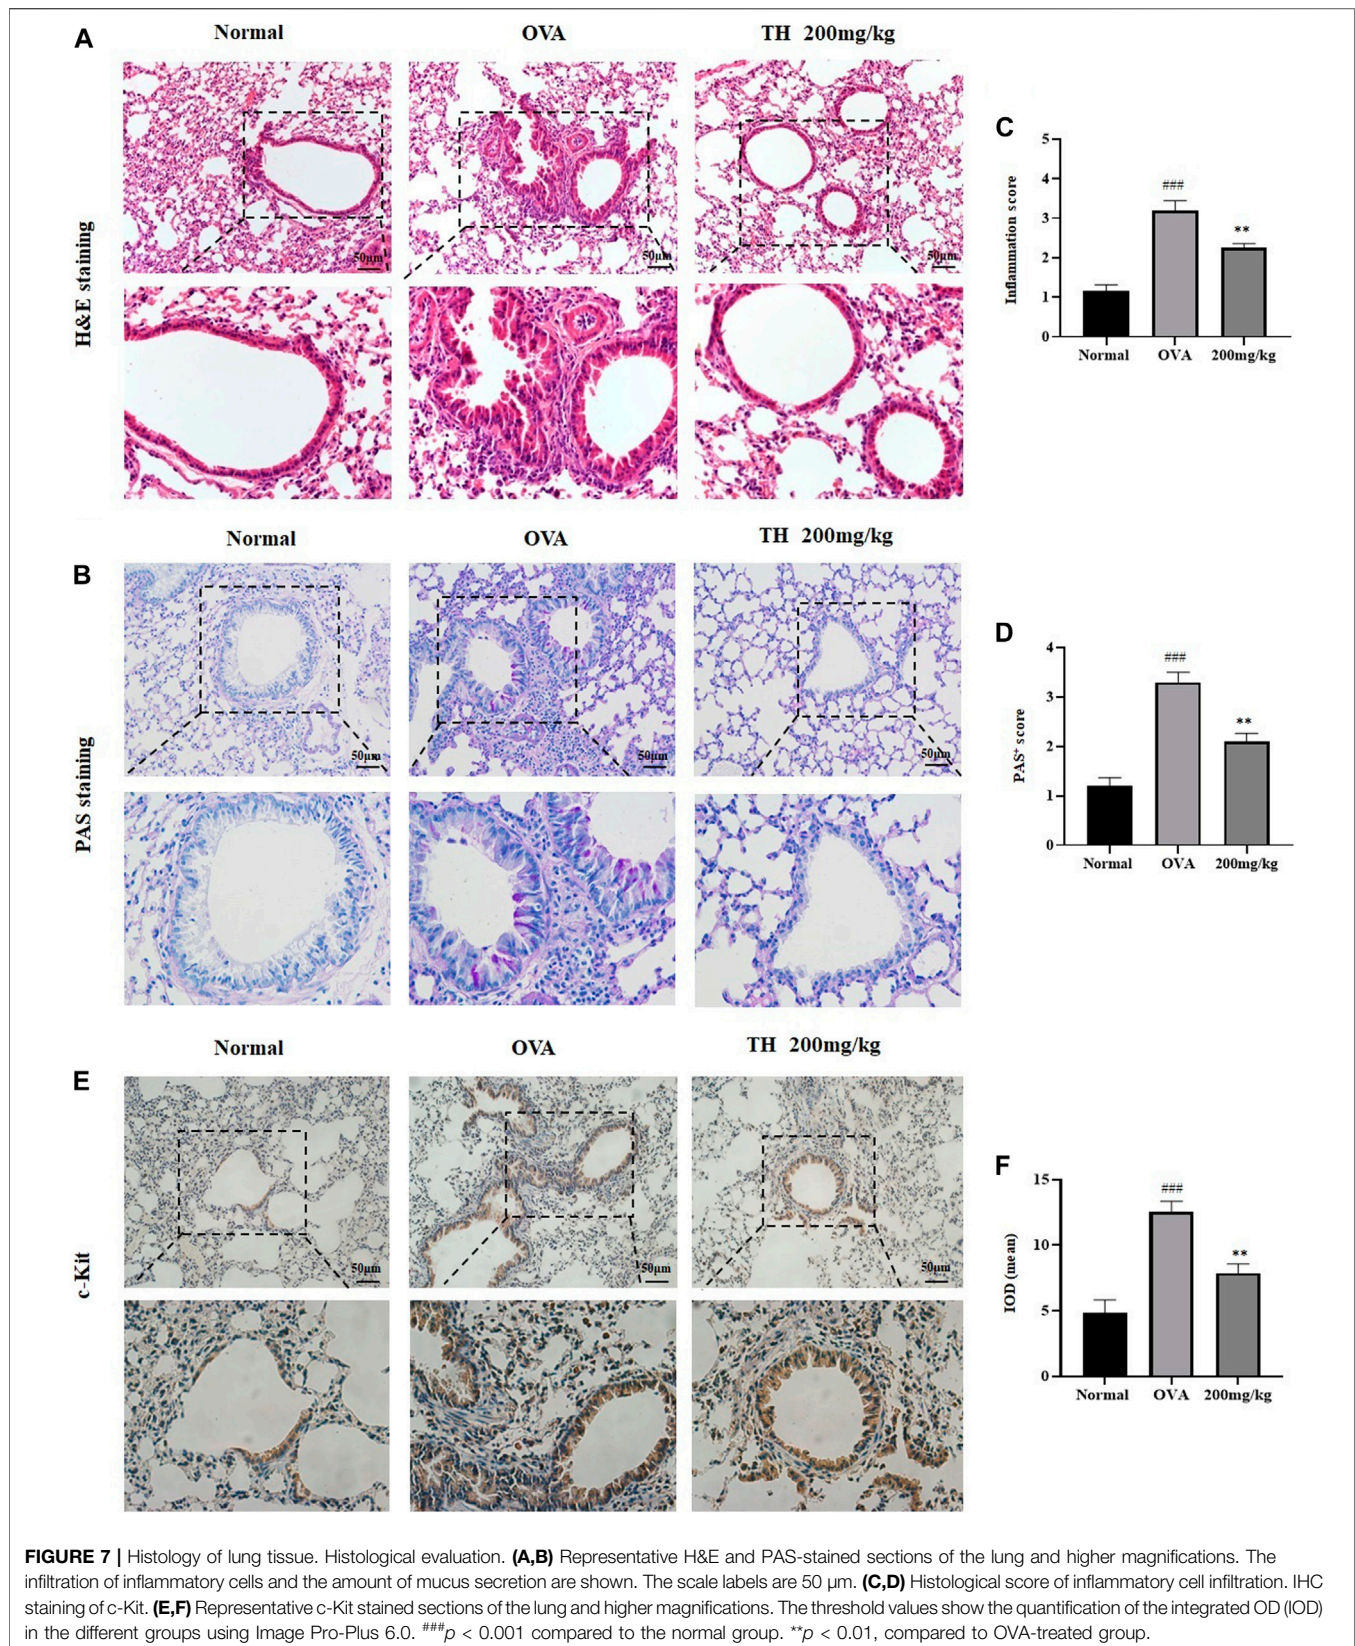 A
Normal
OVA
TH 200mg/kg
H&E staining
50μm
50μm
50μm
C
Inflammation score
5
4
3
2
1
0
###
**
Normal
OVA
200mg/kg
B
Normal
OVA
TH 200mg/kg
PAS staining
50μm
50μm
50μm
D
PAS⁺ score
4
3
2
1
0
###
**
Normal
OVA
200mg/kg
E
Normal
OVA
TH 200mg/kg
c-Kit
50μm
50μm
50μm
F
IOD (mean)
15
10
5
0
###
**
Normal
OVA
200mg/kg
FIGURE 7 | Histology of lung tissue. Histological evaluation. (A,B) Representative H&E and PAS-stained sections of the lung and higher magnifications. The
infiltration of inflammatory cells and the amount of mucus secretion are shown. The scale labels are 50 µm. (C,D) Histological score of inflammatory cell infiltration. IHC
staining of c-Kit. (E,F) Representative c-Kit stained sections of the lung and higher magnifications. The threshold values show the quantification of the integrated OD (IOD)
in the different groups using Image Pro-Plus 6.0. ###p < 0.001 compared to the normal group. **p < 0.01, compared to OVA-treated group.